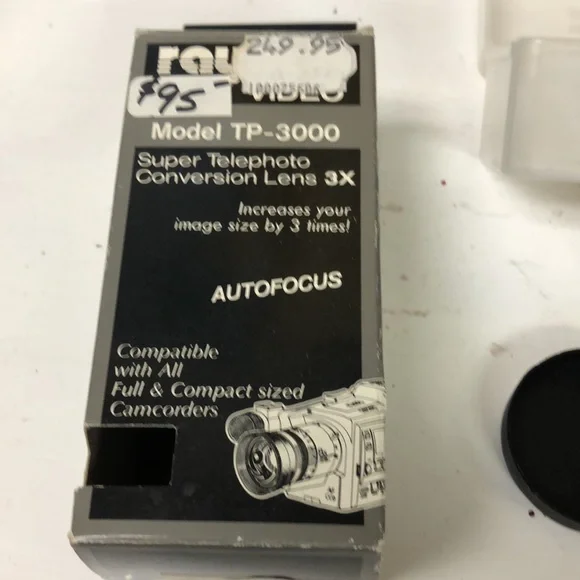 249.95
$95-
VIDEO
Model TP-3000
Super Telephoto
Conversion Lens 3X
Increases your
image size by 3 times!
AUTOFOCUS
Compatible
with All
Full & Compact sized
Camcorders